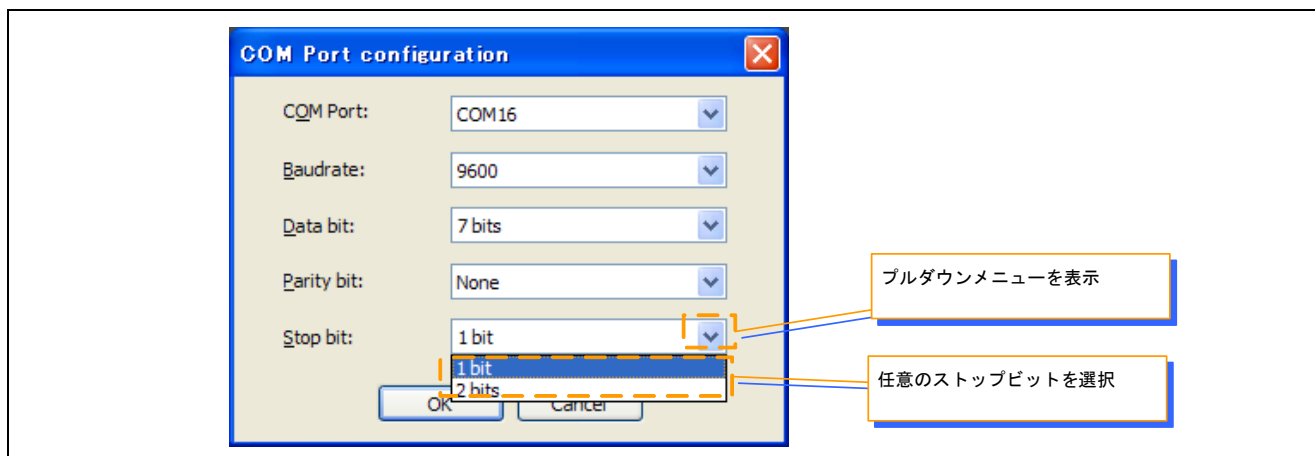 COM Port configuration
COM Port: COM16
Baudrate: 9600
Data bit: 7 bits
Parity bit: None
プルダウンメニューを表示
Stop bit: 1 bit
1 bit
2 bits
任意のストップビットを選択
OK Cancel